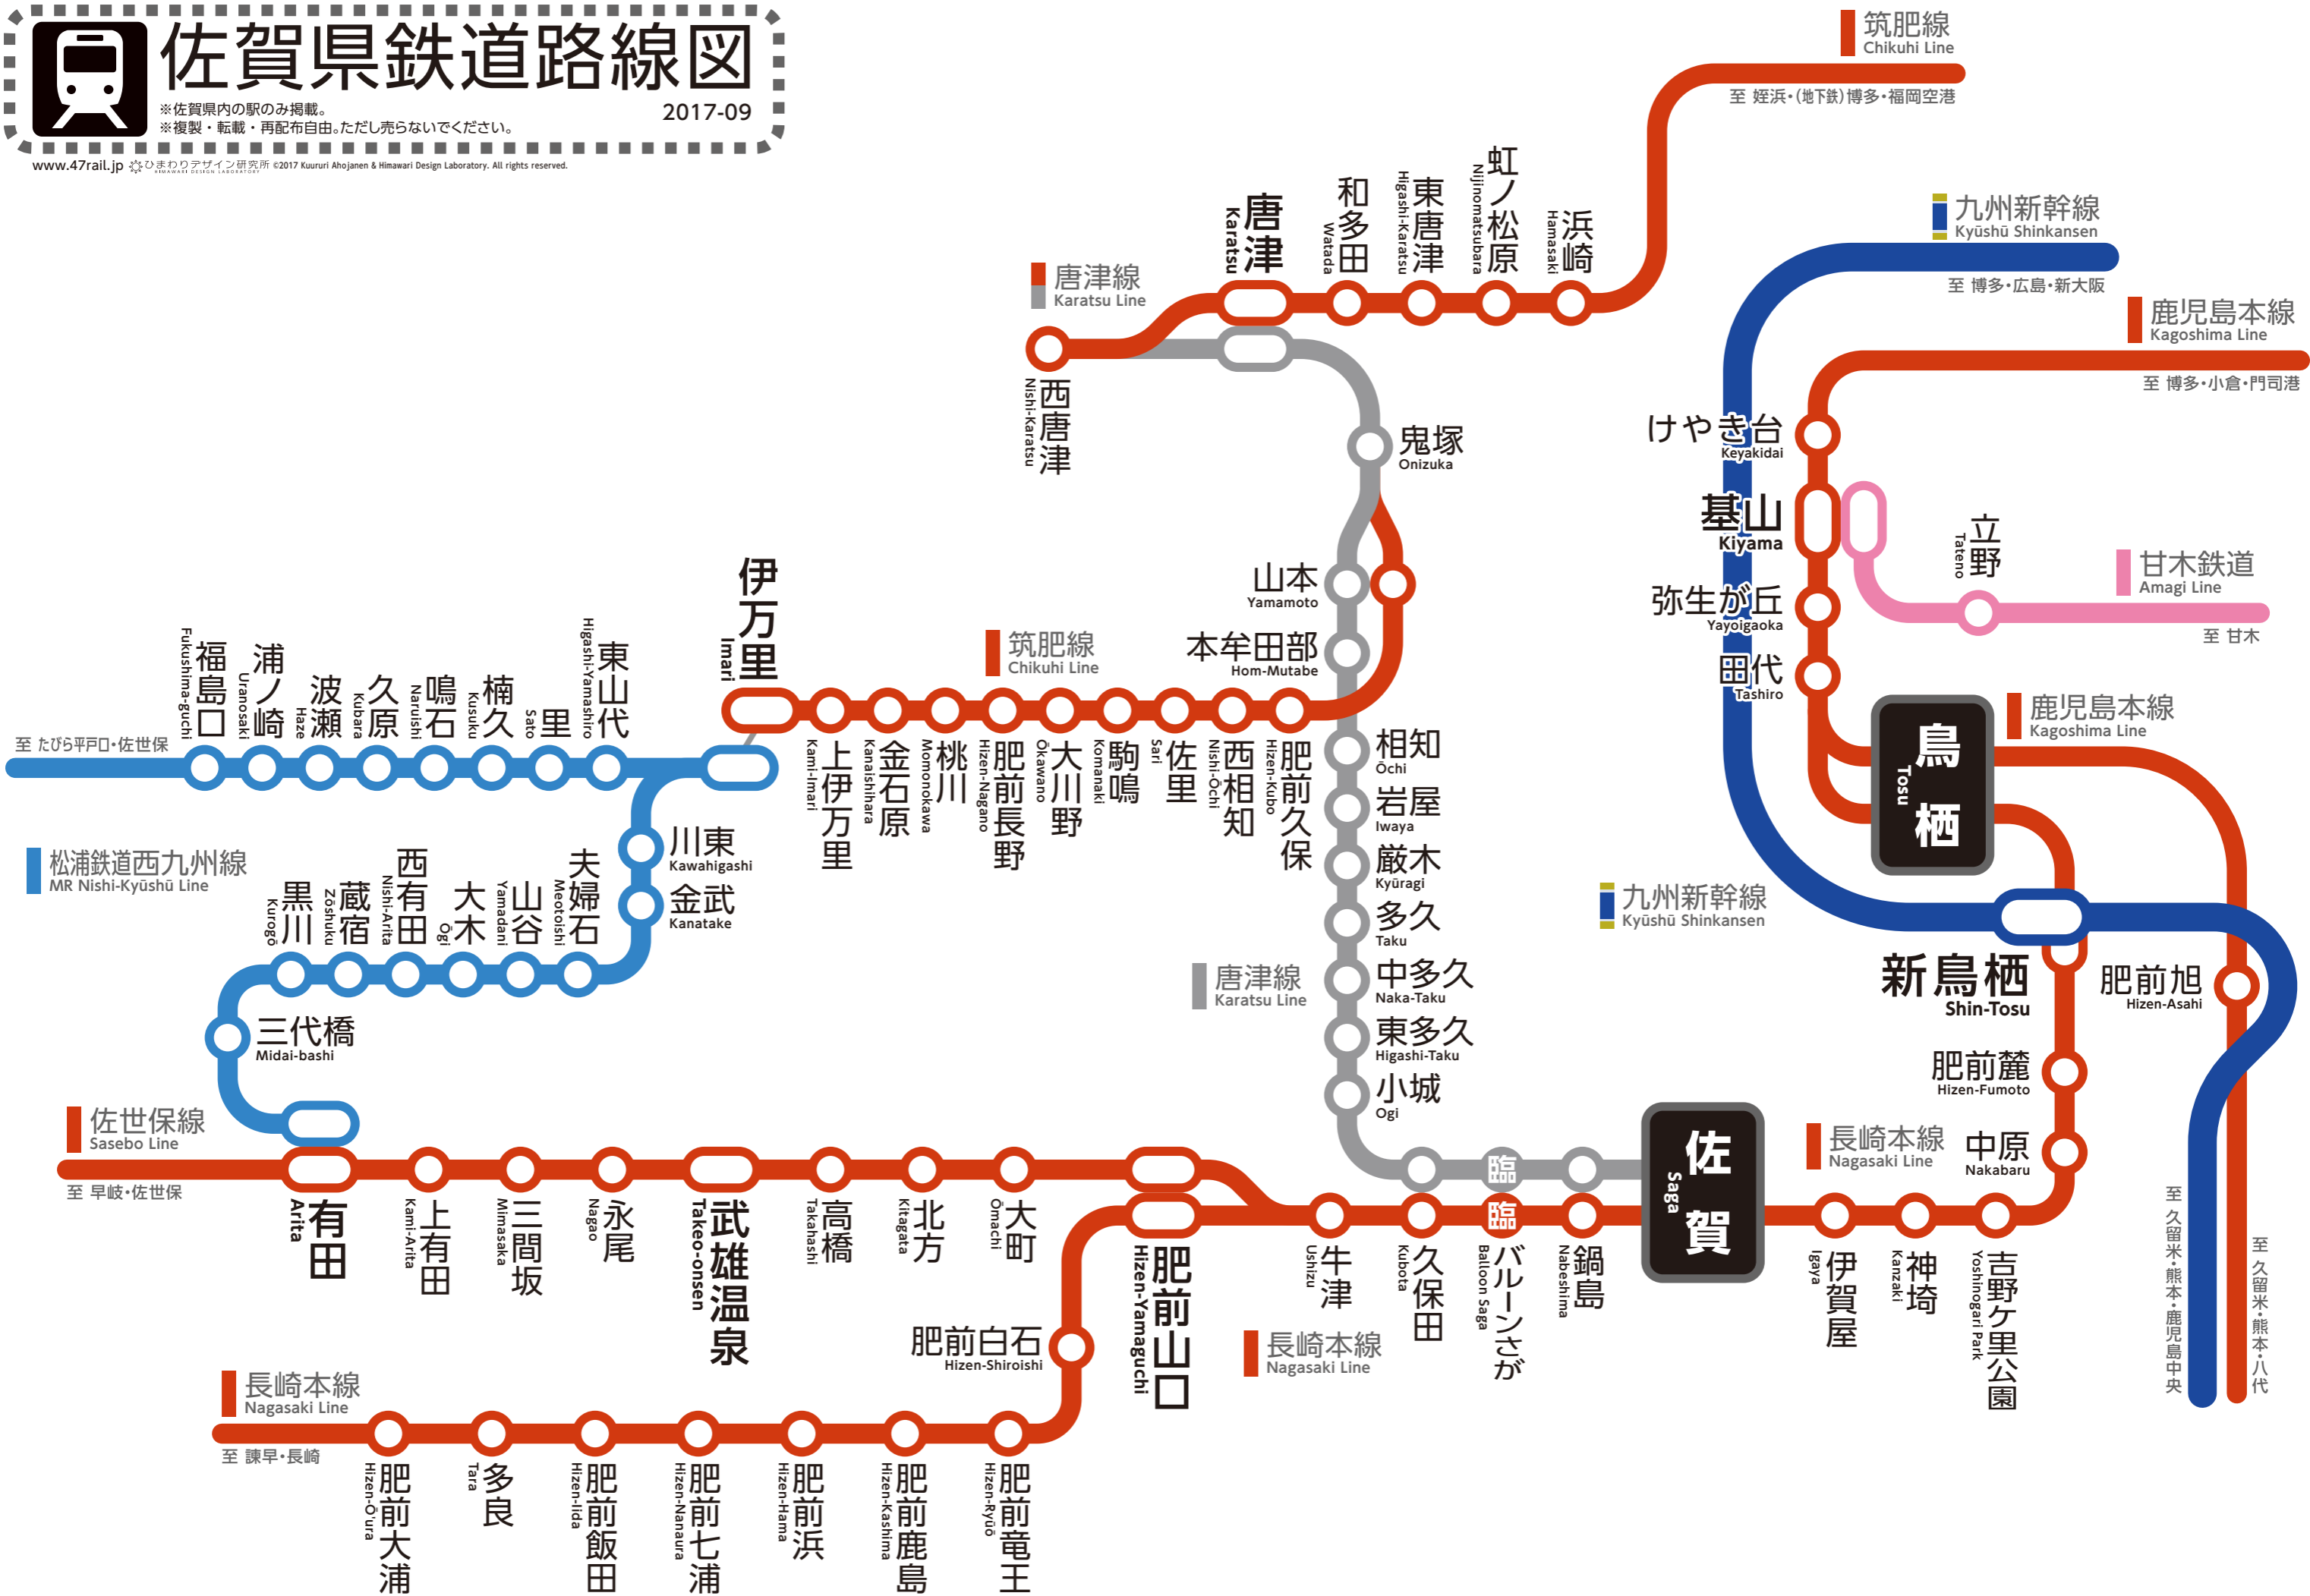 佐賀県鉄道路線図
※佐賀県内の駅のみ掲載。
※複製・転載・再配布自由。ただし売らないでください。
2017-09
www.47rail.jp ひまわりデザイン研究所 ©2017 Kuururi Ahojanen & Himawari Design Laboratory. All rights reserved.
HIMAWARI DESIGN LABORATORY
筑肥線
Chikuhi Line
至 姪浜・(地下鉄)博多・福岡空港
九州新幹線
Kyūshū Shinkansen
至 博多・広島・新大阪
鹿児島本線
Kagoshima Line
至 博多・小倉・門司港
唐津線
Karatsu Line
唐津
Karatsu
和多田
Watada
東唐津
Higashi-Karatsu
虹ノ松原
Nijinomatsubara
浜崎
Hamasaki
西唐津
Nishi-Karatsu
鬼塚
Onizuka
山本
Yamamoto
本牟田部
Hom-Mutabe
相知
Ōchi
岩屋
Iwaya
厳木
Kyūragi
多久
Taku
中多久
Naka-Taku
東多久
Higashi-Taku
小城
Ogi
唐津線
Karatsu Line
けやき台
Keyakidai
基山
Kiyama
弥生が丘
Yayoigaoka
田代
Tashiro
立野
Tateno
甘木鉄道
Amagi Line
至 甘木
鳥栖
Tosu
鹿児島本線
Kagoshima Line
九州新幹線
Kyūshū Shinkansen
新鳥栖
Shin-Tosu
肥前旭
Hizen-Asahi
肥前麓
Hizen-Fumoto
中原
Nakabaru
至 久留米・熊本・鹿児島中央
至 久留米・熊本・八代
伊万里
Imari
筑肥線
Chikuhi Line
上伊万里
Kami-Imari
金石原
Kanaishihara
桃川
Momonokawa
肥前長野
Hizen-Nagano
大川野
Ōkawano
駒鳴
Komanaki
佐里
Sari
西相知
Nishi-Ōchi
肥前久保
Hizen-Kubo
至 たびら平戸口・佐世保
福島口
Fukushima-guchi
浦ノ崎
Uranosaki
波瀬
Haze
久原
Kubara
鳴石
Naruishi
楠久
Kusuku
里
Sato
東山代
Higashi-Yamashiro
松浦鉄道西九州線
MR Nishi-Kyūshū Line
川東
Kawahigashi
金武
Kanatake
黒川
Kurogō
蔵宿
Zōshuku
西有田
Nishi-Arita
大木
Ōgi
山谷
Yamadani
夫婦石
Meotoishi
三代橋
Midai-bashi
佐世保線
Sasebo Line
至 早岐・佐世保
有田
Arita
上有田
Kami-Arita
三間坂
Mimasaka
永尾
Nagao
武雄温泉
Takeo-onsen
高橋
Takahashi
北方
Kitagata
大町
Ōmachi
肥前山口
Hizen-Yamaguchi
牛津
Ushizu
久保田
Kubota
臨
臨
バルーンさが
Balloon Saga
鍋島
Nabeshima
佐賀
Saga
長崎本線
Nagasaki Line
伊賀屋
Igaya
神埼
Kanzaki
吉野ケ里公園
Yoshinogari Park
長崎本線
Nagasaki Line
肥前白石
Hizen-Shiroishi
長崎本線
Nagasaki Line
至 諫早・長崎
肥前大浦
Hizen-Ō'ura
多良
Tara
肥前飯田
Hizen-Iida
肥前七浦
Hizen-Nanaura
肥前浜
Hizen-Hama
肥前鹿島
Hizen-Kashima
肥前竜王
Hizen-Ryūō